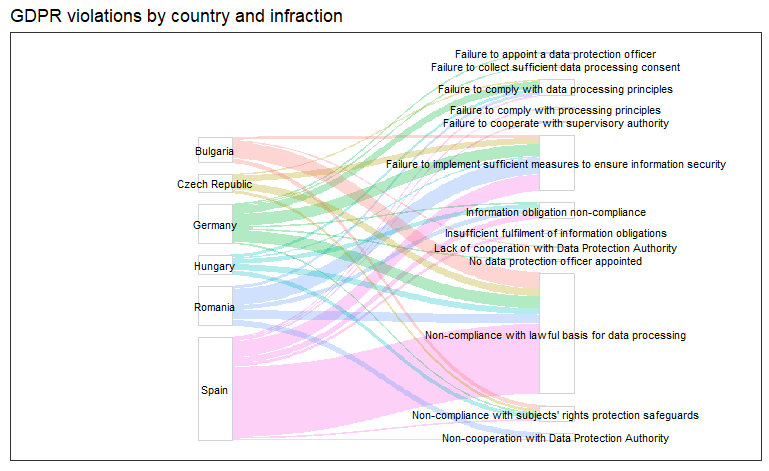 GDPR violations by country and infraction
Failure to appoint a data protection officer
Failure to collect sufficient data processing consent
Failure to comply with data processing principles
Failure to comply with processing principles
Failure to cooperate with supervisory authority
Bulgaria
Failure to implement sufficient measures to ensure information security
Czech Republic
Information obligation non-compliance
Germany
Insufficient fulfilment of information obligations
Lack of cooperation with Data Protection Authority
No data protection officer appointed
Hungary
Romania
Non-compliance with lawful basis for data processing
Spain
Non-compliance with subjects' rights protection safeguards
Non-cooperation with Data Protection Authority